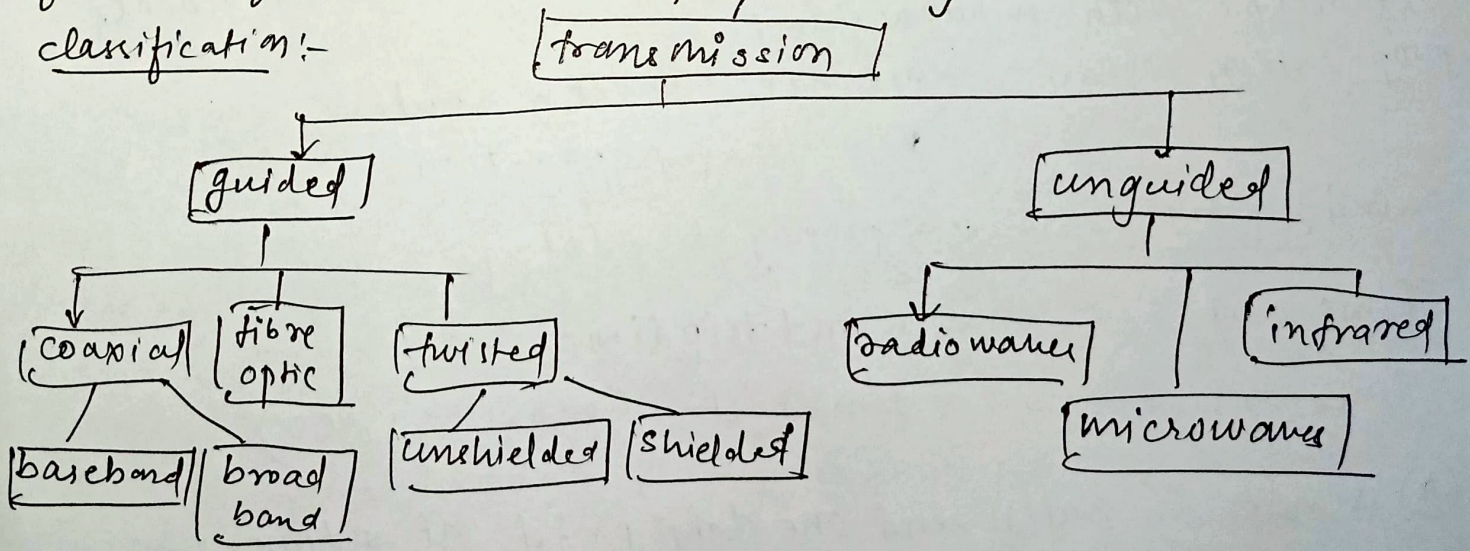 classification:-
transmission
guided
unguided
coaxial
fibre
optic
twisted
radiowaves
infrared
microwaves
baseband
broad
band
unshielded
shielded